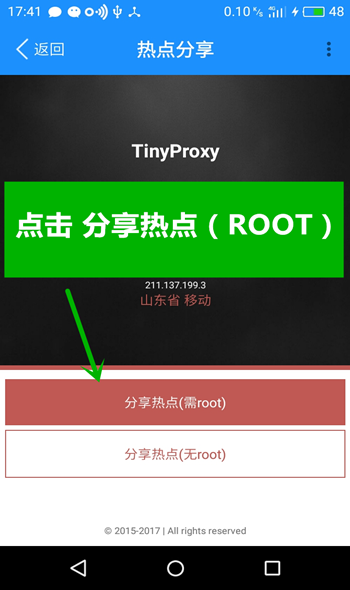 17:41 0.10 K/s 4G 48
返回 热点分享
TinyProxy
点击 分享热点（ROOT）
211.137.199.3
山东省 移动
分享热点(需root)
分享热点(无root)
© 2015-2017 | All rights reserved